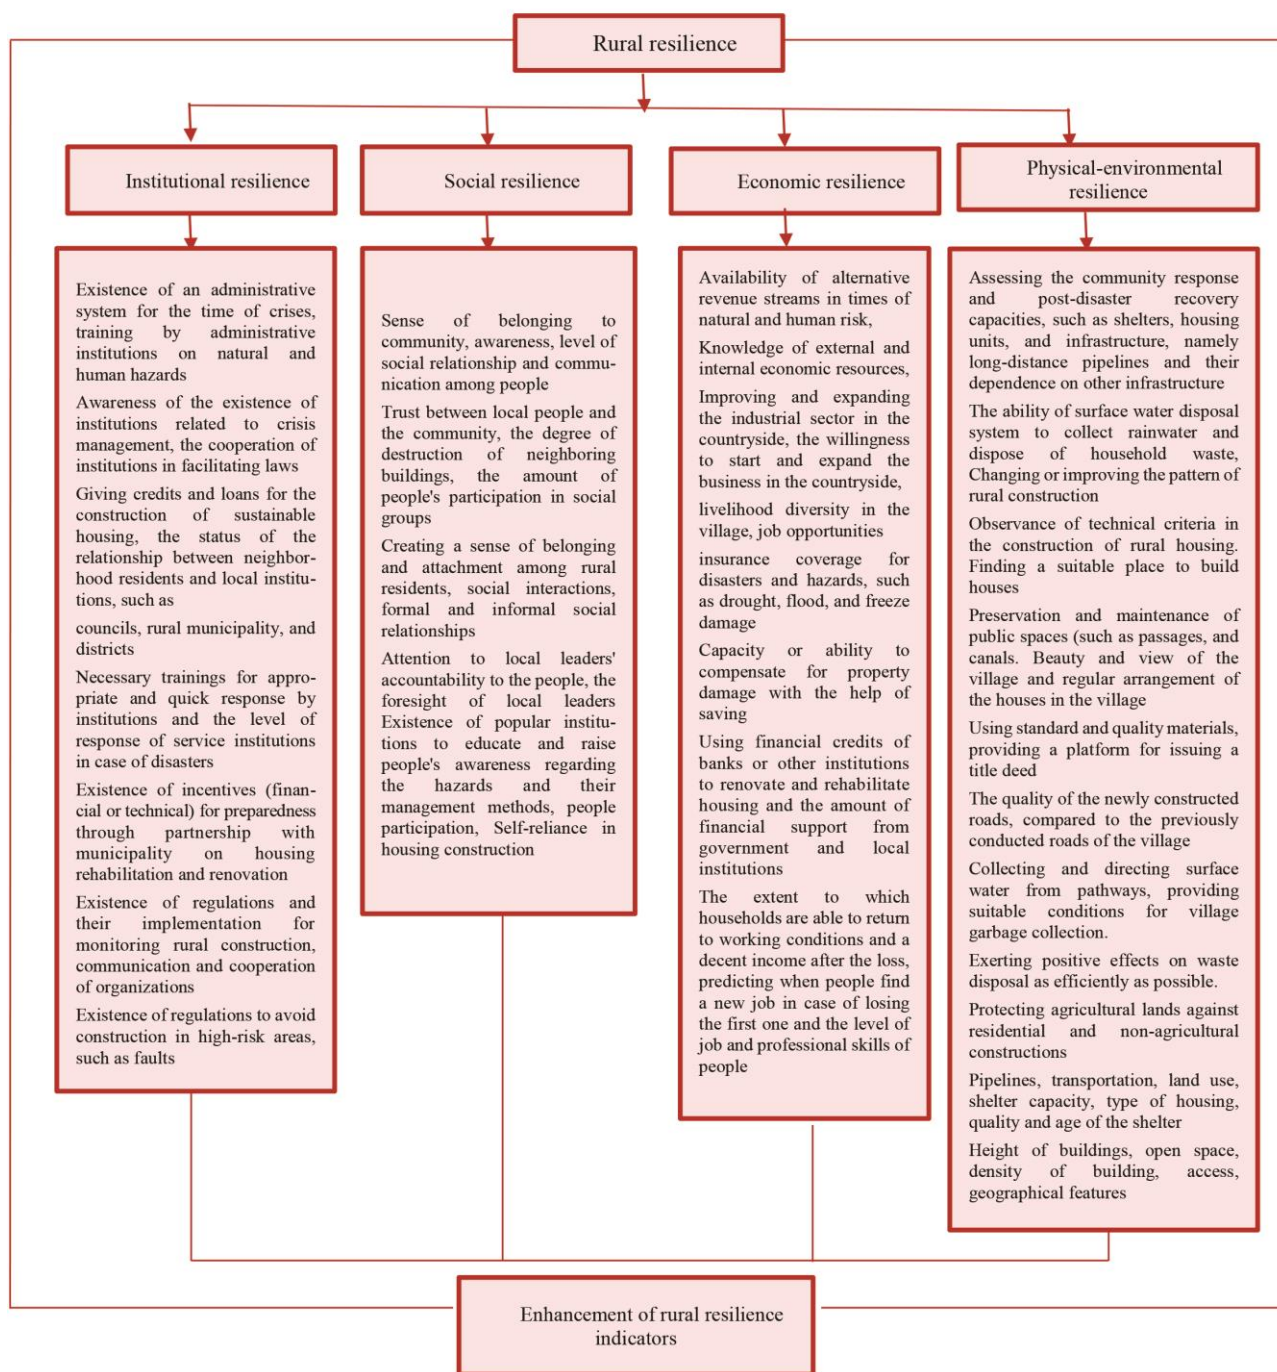 Rural resilience
Institutional resilience
Social resilience
Economic resilience
Physical-environmental
resilience
Existence of an administrative
system for the time of crises,
training by administrative
institutions on natural and
human hazards
Awareness of the existence of
institutions related to crisis
management, the cooperation of
institutions in facilitating laws
Giving credits and loans for the
construction of sustainable
housing, the status of the
relationship between neighbor-
hood residents and local institu-
tions, such as
councils, rural municipality, and
districts
Necessary trainings for appro-
priate and quick response by
institutions and the level of
response of service institutions
in case of disasters
Existence of incentives (finan-
cial or technical) for preparedness
through partnership with
municipality on housing
rehabilitation and renovation
Existence of regulations and
their implementation for
monitoring rural construction,
communication and cooperation
of organizations
Existence of regulations to avoid
construction in high-risk areas,
such as faults
Sense of belonging to
community, awareness, level of
social relationship and commu-
nication among people
Trust between local people and
the community, the degree of
destruction of neighboring
buildings, the amount of
people's participation in social
groups
Creating a sense of belonging
and attachment among rural
residents, social interactions,
formal and informal social
relationships
Attention to local leaders'
accountability to the people, the
foresight of local leaders
Existence of popular institu-
tions to educate and raise
people's awareness regarding
the hazards and their
management methods, people
participation, Self-reliance in
housing construction
Availability of alternative
revenue streams in times of
natural and human risk,
Knowledge of external and
internal economic resources,
Improving and expanding
the industrial sector in the
countryside, the willingness
to start and expand the
business in the countryside,
livelihood diversity in the
village, job opportunities
insurance coverage for
disasters and hazards, such
as drought, flood, and freeze
damage
Capacity or ability to
compensate for property
damage with the help of
saving
Using financial credits of
banks or other institutions
to renovate and rehabilitate
housing and the amount of
financial support from
government and local
institutions
The extent to which
households are able to return
to working conditions and a
decent income after the loss,
predicting when people find
a new job in case of losing
the first one and the level of
job and professional skills of
people
Assessing the community response
and post-disaster recovery
capacities, such as shelters, housing
units, and infrastructure, namely
long-distance pipelines and their
dependence on other infrastructure
The ability of surface water disposal
system to collect rainwater and
dispose of household waste,
Changing or improving the pattern of
rural construction
Observance of technical criteria in
the construction of rural housing.
Finding a suitable place to build
houses
Preservation and maintenance of
public spaces (such as passages, and
canals. Beauty and view of the
village and regular arrangement of
the houses in the village
Using standard and quality materials,
providing a platform for issuing a
title deed
The quality of the newly constructed
roads, compared to the previously
conducted roads of the village
Collecting and directing surface
water from pathways, providing
suitable conditions for village
garbage collection.
Exerting positive effects on waste
disposal as efficiently as possible.
Protecting agricultural lands against
residential and non-agricultural
constructions
Pipelines, transportation, land use,
shelter capacity, type of housing,
quality and age of the shelter
Height of buildings, open space,
density of building, access,
geographical features
Enhancement of rural resilience
indicators